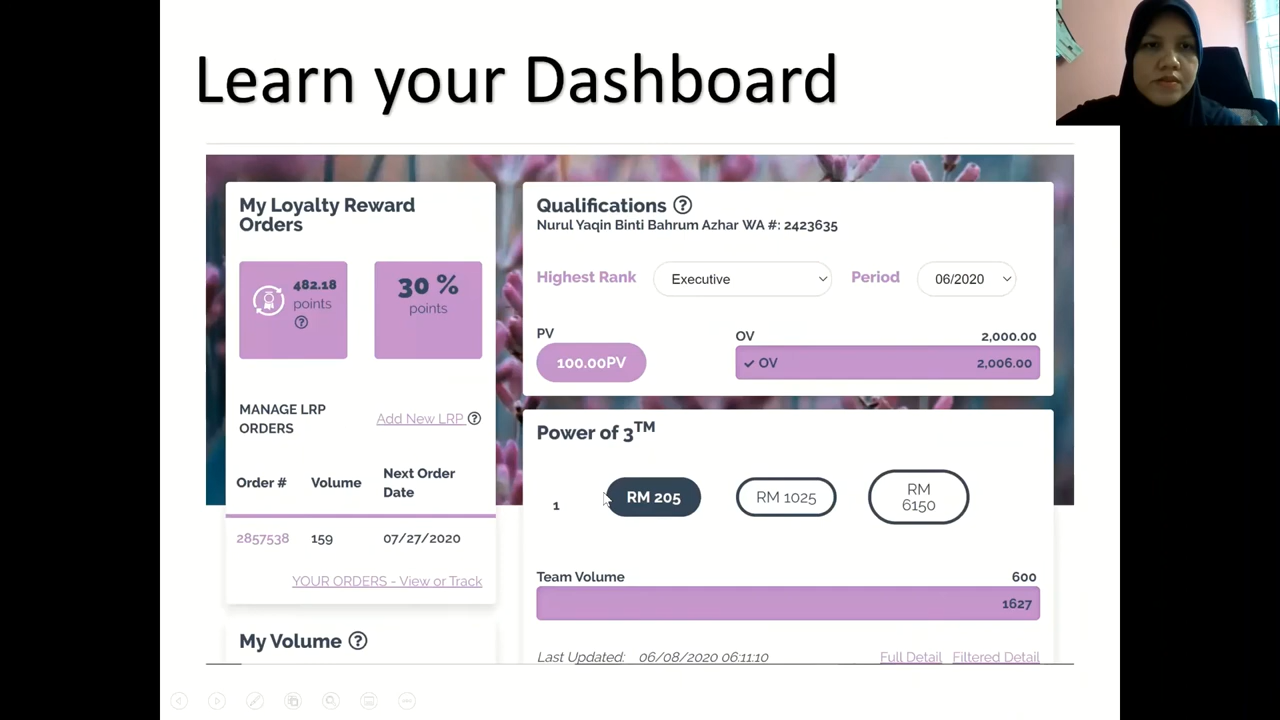 Learn your Dashboard
My Loyalty Reward
Orders
482.18
points
30 %
points
MANAGE LRP
ORDERS
Add New LRP
Order # Volume Next Order
Date
2857538 159 07/27/2020
YOUR ORDERS - View or Track
My Volume
Qualifications
Nurul Yaqin Binti Bahrum Azhar WA #: 2423635
Highest Rank Executive Period 06/2020
PV
100.00PV
OV 2,000.00
✓ OV 2,006.00
Power of 3TM
1 RM 205 RM 1025 RM
6150
Team Volume 600
1627
Last Updated: 06/08/2020 06:11:10 Full Detail Filtered Detail